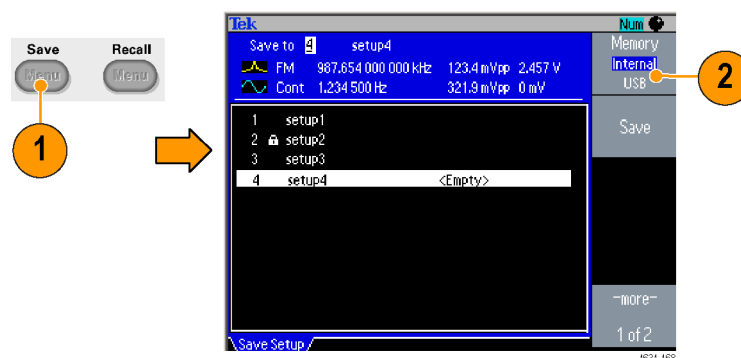 Save
Recall
Menu
Menu
1
2
Tek
Num
Save to 4 setup4
FM 987.654 000 000 kHz 123.4 mVpp 2.457 V
Cont 1.234 500 Hz 321.9 mVpp 0 mV
1 setup1
2 setup2
3 setup3
4 setup4 <Empty>
Memory
Internal
USB
Save
-more-
1 of 2
Save Setup